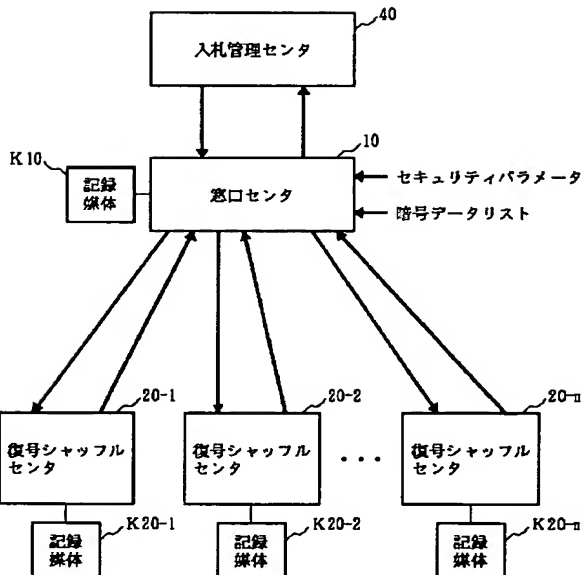 40
入札管理センタ
10
K10
記録
媒体
窓口センタ
セキュリティパラメータ
暗号データリスト
20-1
20-2
20-n
復号シャッフル
センタ
復号シャッフル
センタ
・・・
復号シャッフル
センタ
K20-1
K20-2
K20-n
記録
媒体
記録
媒体
記録
媒体